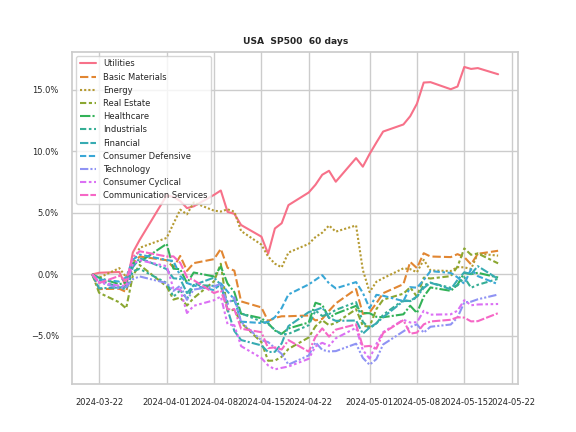 USA SP500 60 days
Utilities
Basic Materials
Energy
Real Estate
Healthcare
Industrials
Financial
Consumer Defensive
Technology
Consumer Cyclical
Communication Services
15.0%
10.0%
5.0%
0.0%
−5.0%
2024-03-22 2024-04-01 2024-04-08 2024-04-15 2024-04-22 2024-05-01 2024-05-08 2024-05-15 2024-05-22